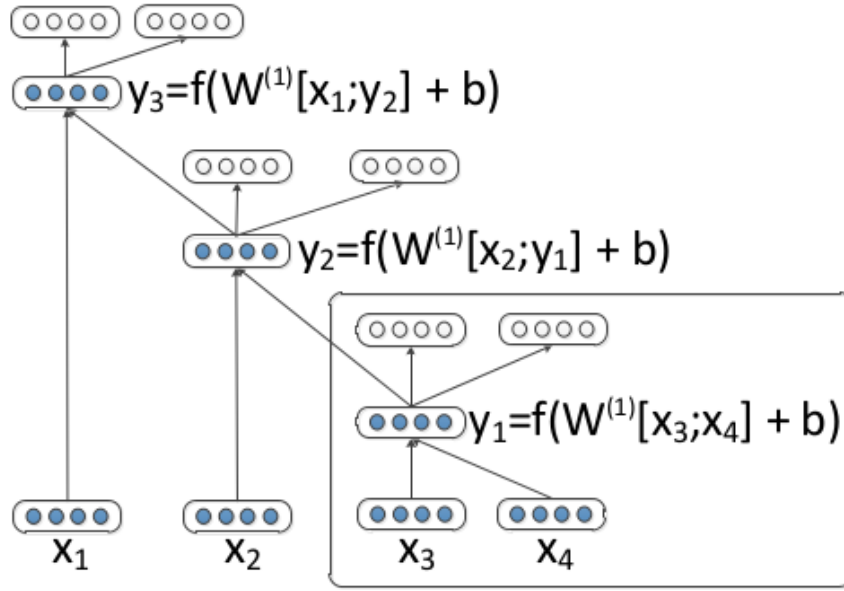 y₃=f(W⁽¹⁾[x₁;y₂] + b)
y₂=f(W⁽¹⁾[x₂;y₁] + b)
y₁=f(W⁽¹⁾[x₃;x₄] + b)
x₁ x₂ x₃ x₄